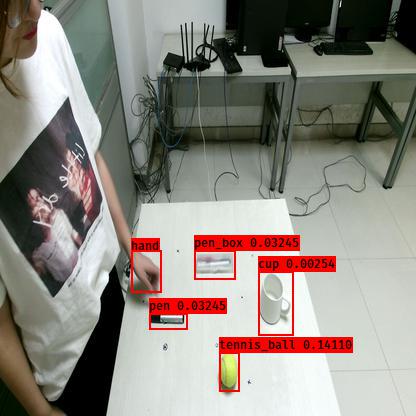 hand
pen_box 0.03245
cup 0.00254
pen 0.03245
tennis_ball 0.14110